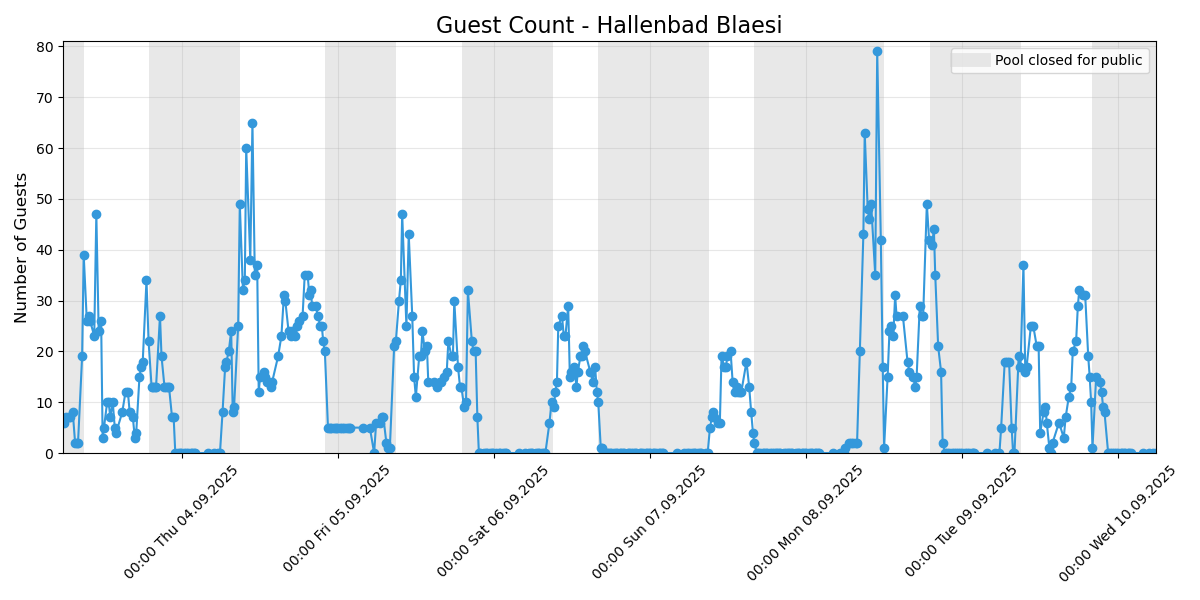 Guest Count - Hallenbad Blaesi
Pool closed for public
Number of Guests
80
70
60
50
40
30
20
10
0
00:00 Thu 04.09.2025
00:00 Fri 05.09.2025
00:00 Sat 06.09.2025
00:00 Sun 07.09.2025
00:00 Mon 08.09.2025
00:00 Tue 09.09.2025
00:00 Wed 10.09.2025